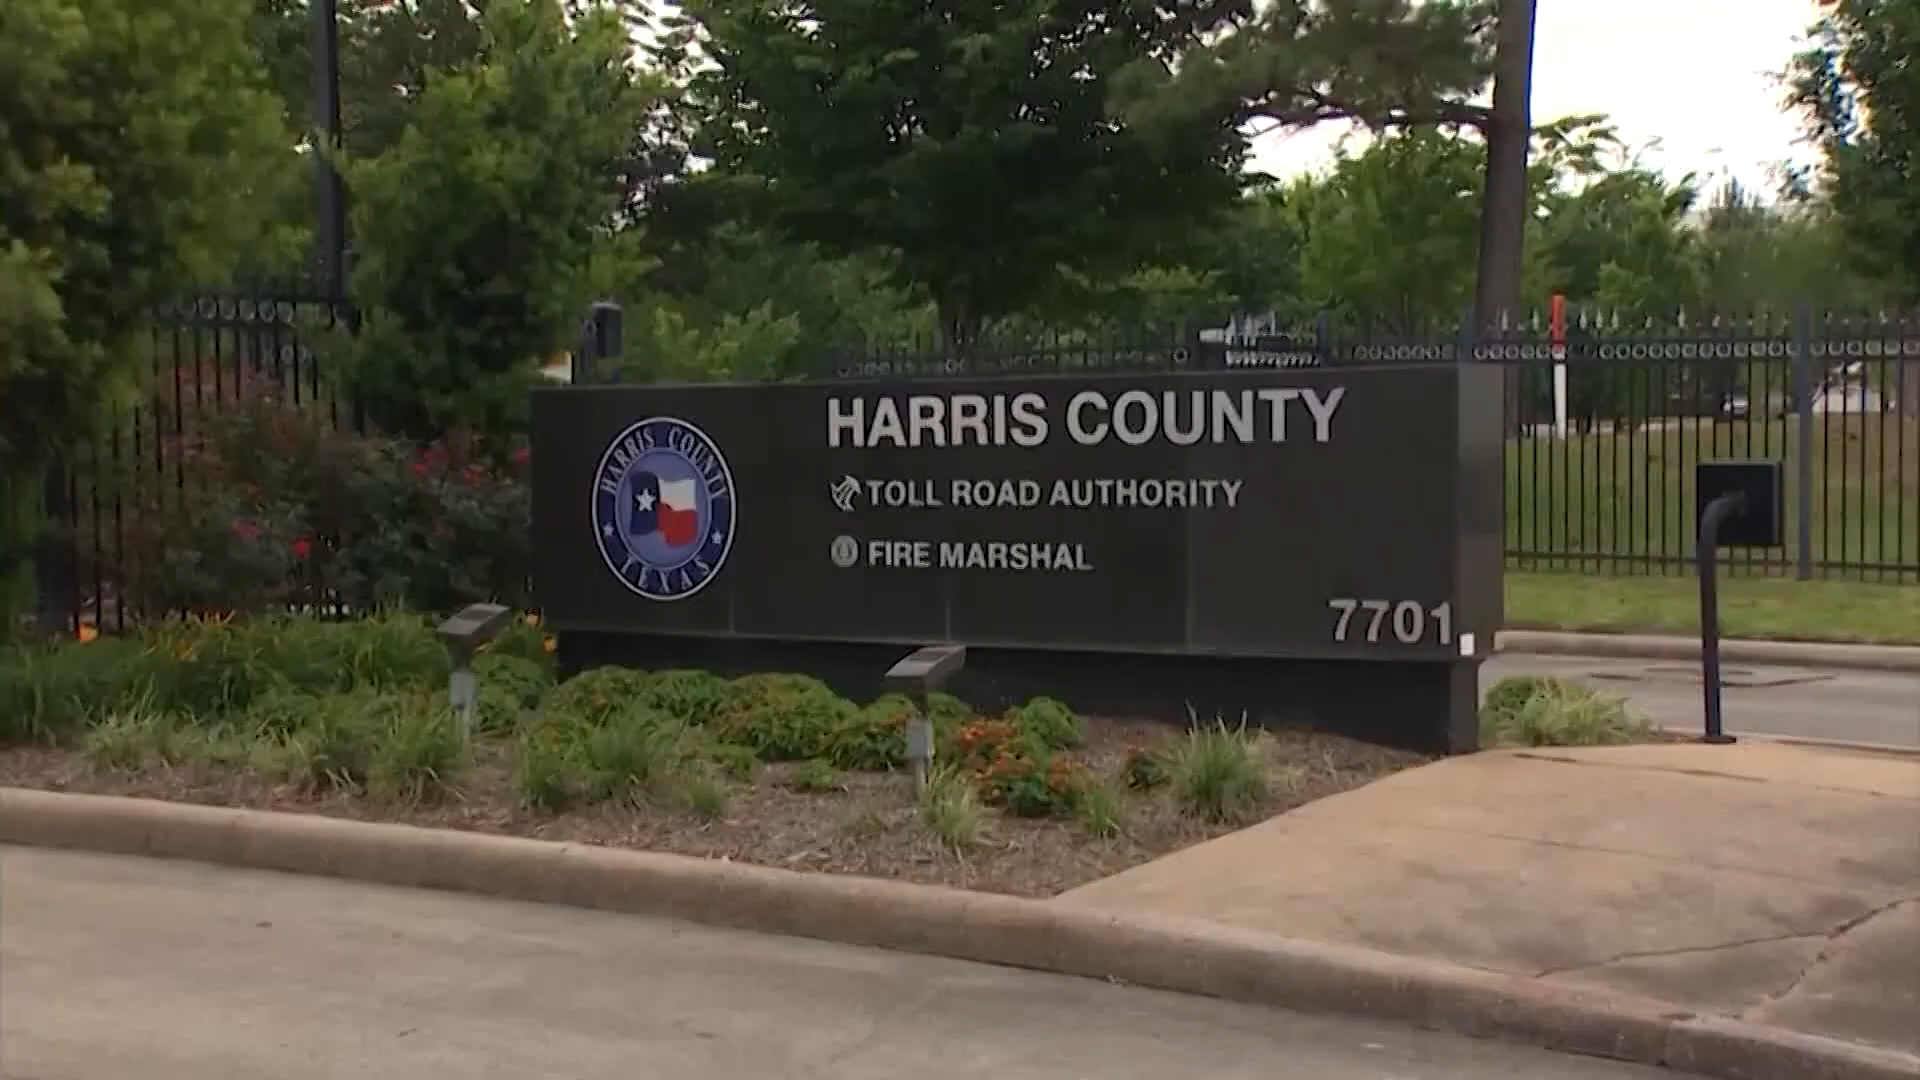 HARRIS COUNTY
TEXAS
HARRIS COUNTY
TOLL ROAD AUTHORITY
FIRE MARSHAL
7701